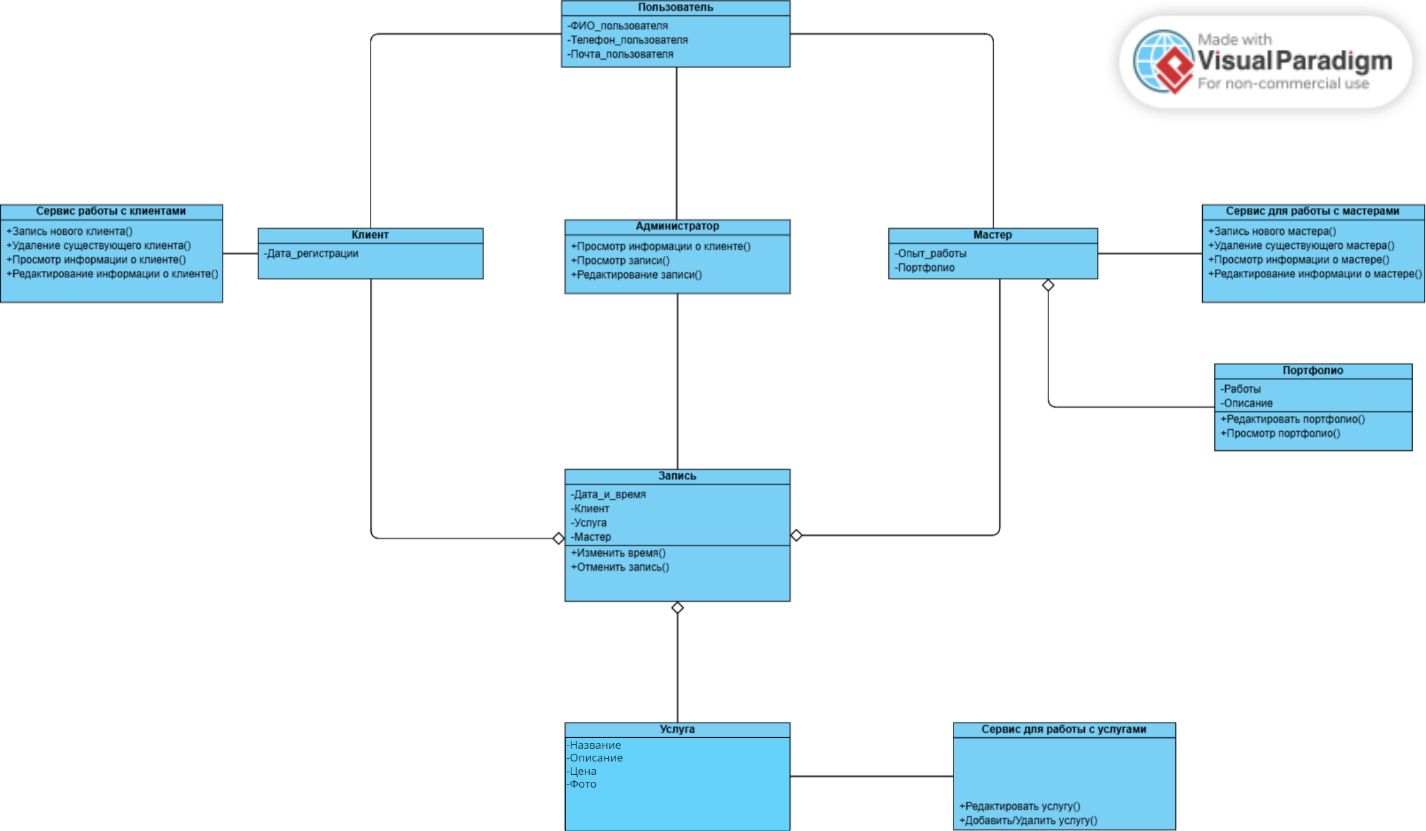 Пользователь
-ФИО_пользователя
-Телефон_пользователя
-Почта_пользователя
Made with
Visual Paradigm
For non-commercial use
Сервис работы с клиентами
+Запись нового клиента()
+Удаление существующего клиента()
+Просмотр информации о клиенте()
+Редактирование информации о клиенте()
Клиент
-Дата_регистрации
Администратор
+Просмотр информации о клиенте()
+Просмотр записи()
+Редактирование записи()
Мастер
-Опыт_работы
-Портфолио
Сервис для работы с мастерами
+Запись нового мастера()
+Удаление существующего мастера()
+Просмотр информации о мастере()
+Редактирование информации о мастере()
Портфолио
-Работы
-Описание
+Редактировать портфолио()
+Просмотр портфолио()
Запись
-Дата_и_время
-Клиент
-Услуга
-Мастер
+Изменить время()
+Отменить запись()
Услуга
-Название
-Описание
-Цена
-Фото
Сервис для работы с услугами
+Редактировать услугу()
+Добавить/Удалить услугу()